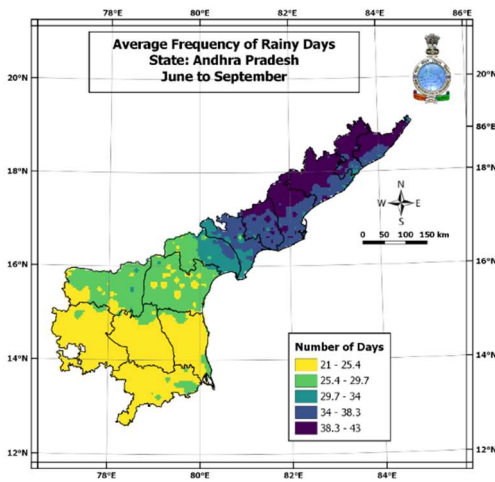 78°E 80°E 82°E 84°E 86°E
Average Frequency of Rainy Days
State: Andhra Pradesh
June to September
20°N
20°N
86°E
18°N
18°N
N
W E
S
0 50 100 150 km
16°N
16°N
Number of Days
21 - 25.4
25.4 - 29.7
29.7 - 34
34 - 38.3
38.3 - 43
14°N
14°N
12°N
12°N
78°E 80°E 82°E 84°E